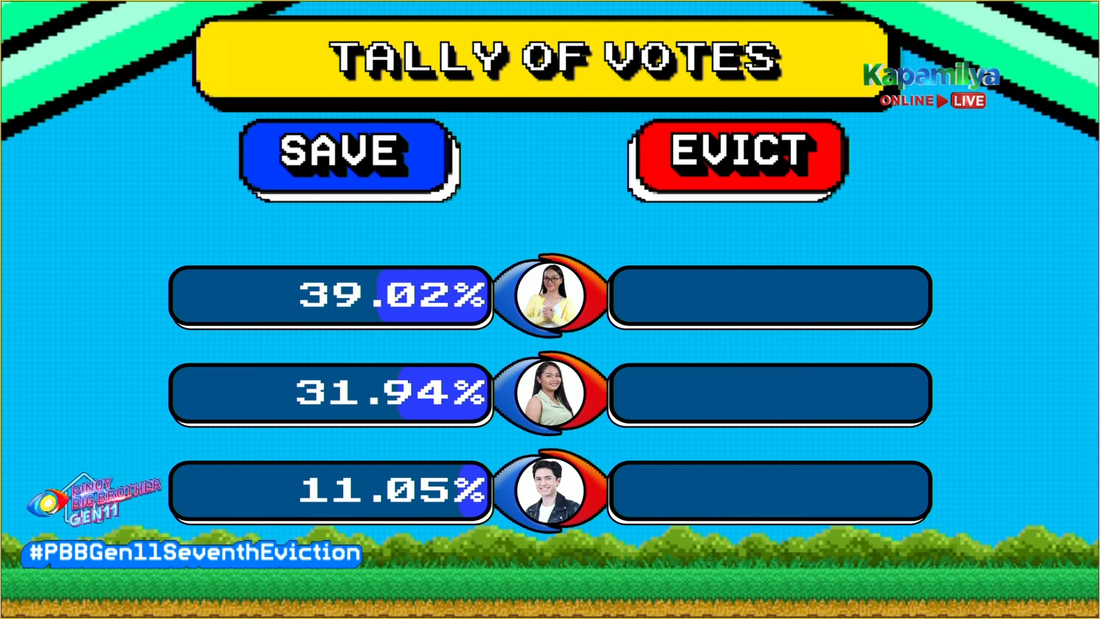 TALLY OF VOTES
Kapamilya
ONLINE LIVE
SAVE
EVICT
39.02%
31.94%
11.05%
PINOY
BIG BROTHER
GEN11
#PBBGen11SeventhEviction